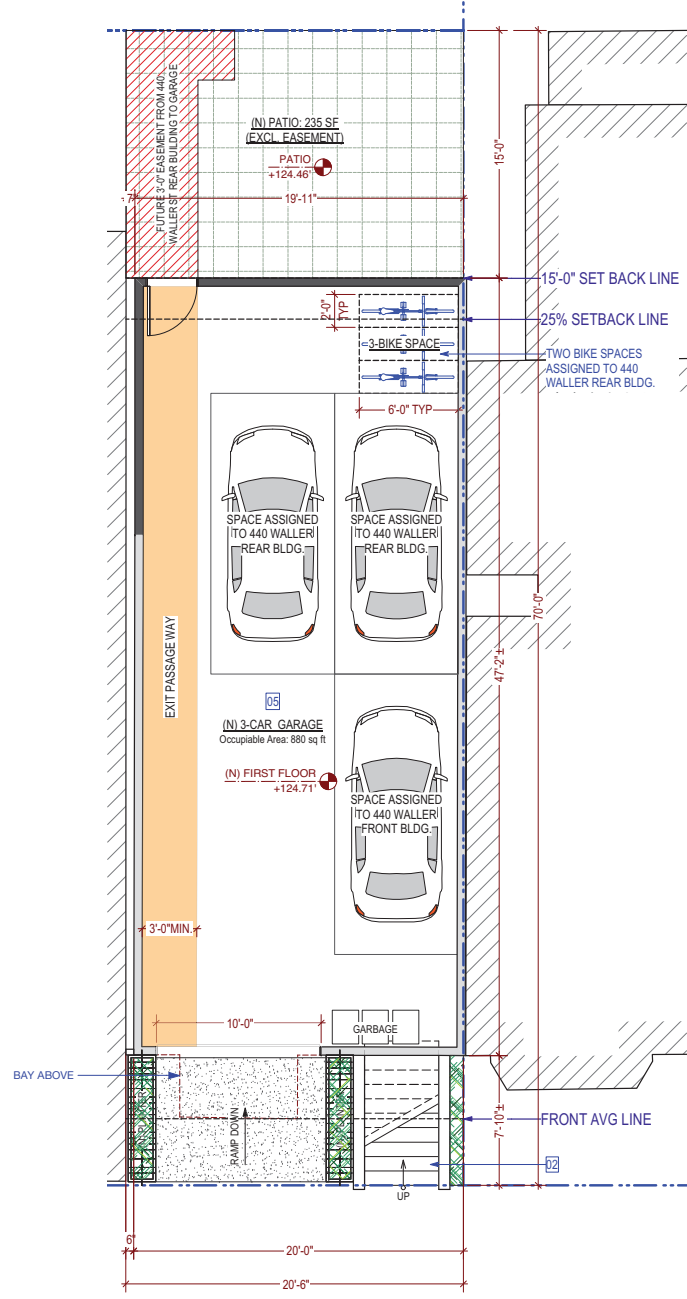 FUTURE 3'-0" EASEMENT FROM 440
WALLER ST REAR BUILDING TO GARAGE
(N) PATIO: 235 SF
(EXCL. EASEMENT)
PATIO
+124.46'
15'-0"
7"
19'-11"
15'-0" SET BACK LINE
2'-0"
TYP
25% SETBACK LINE
3-BIKE SPACE
TWO BIKE SPACES
ASSIGNED TO 440
WALLER REAR BLDG.
6'-0" TYP
SPACE ASSIGNED
TO 440 WALLER
REAR BLDG.
SPACE ASSIGNED
TO 440 WALLER
REAR BLDG.
70'-0"
EXIT PASSAGE WAY
47'-2"±
05
(N) 3-CAR GARAGE
Occupiable Area: 880 sq ft
(N) FIRST FLOOR
+124.71'
SPACE ASSIGNED
TO 440 WALLER
FRONT BLDG.
3'-0"MIN.
10'-0"
GARBAGE
BAY ABOVE
RAMP DOWN
FRONT AVG LINE
7'-10"±
02
UP
6"
20'-0"
20'-6"